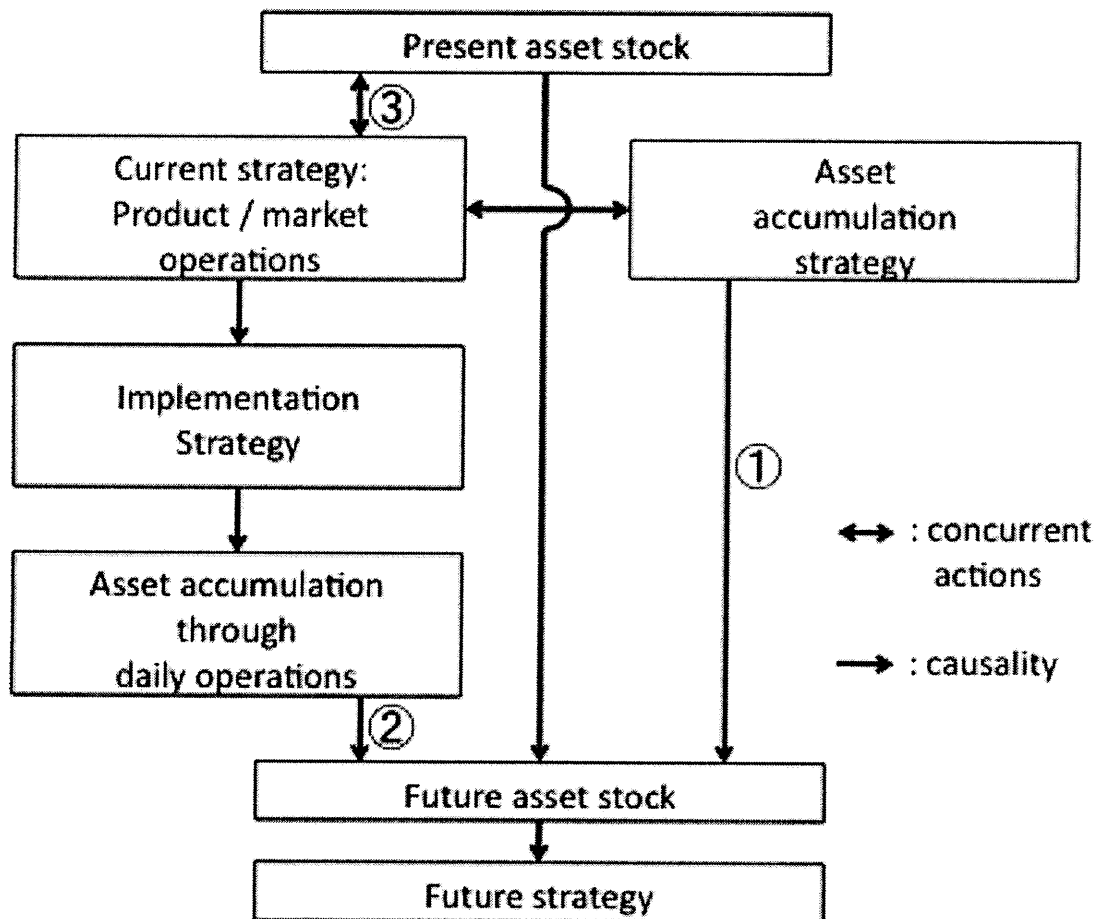 Present asset stock
③
Current strategy:
Product / market
operations
Asset
accumulation
strategy
Implementation
Strategy
①
Asset accumulation
through
daily operations
: concurrent
actions
: causality
②
Future asset stock
Future strategy